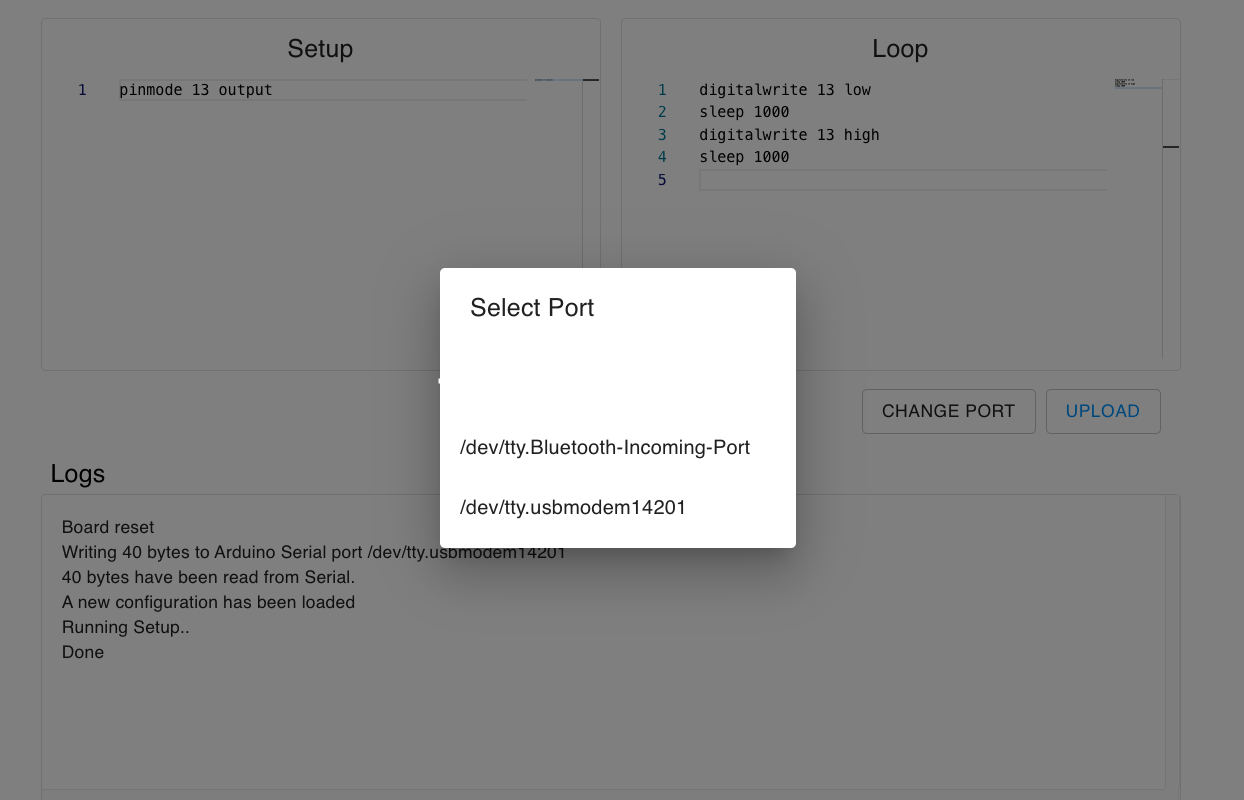 Setup
1 pinmode 13 output
Loop
1 digitalwrite 13 low
2 sleep 1000
3 digitalwrite 13 high
4 sleep 1000
5
Select Port
/dev/tty.Bluetooth-Incoming-Port
/dev/tty.usbmodem14201
CHANGE PORT
UPLOAD
Logs
Board reset
Writing 40 bytes to Arduino Serial port /dev/tty.usbmodem14201
40 bytes have been read from Serial.
A new configuration has been loaded
Running Setup..
Done